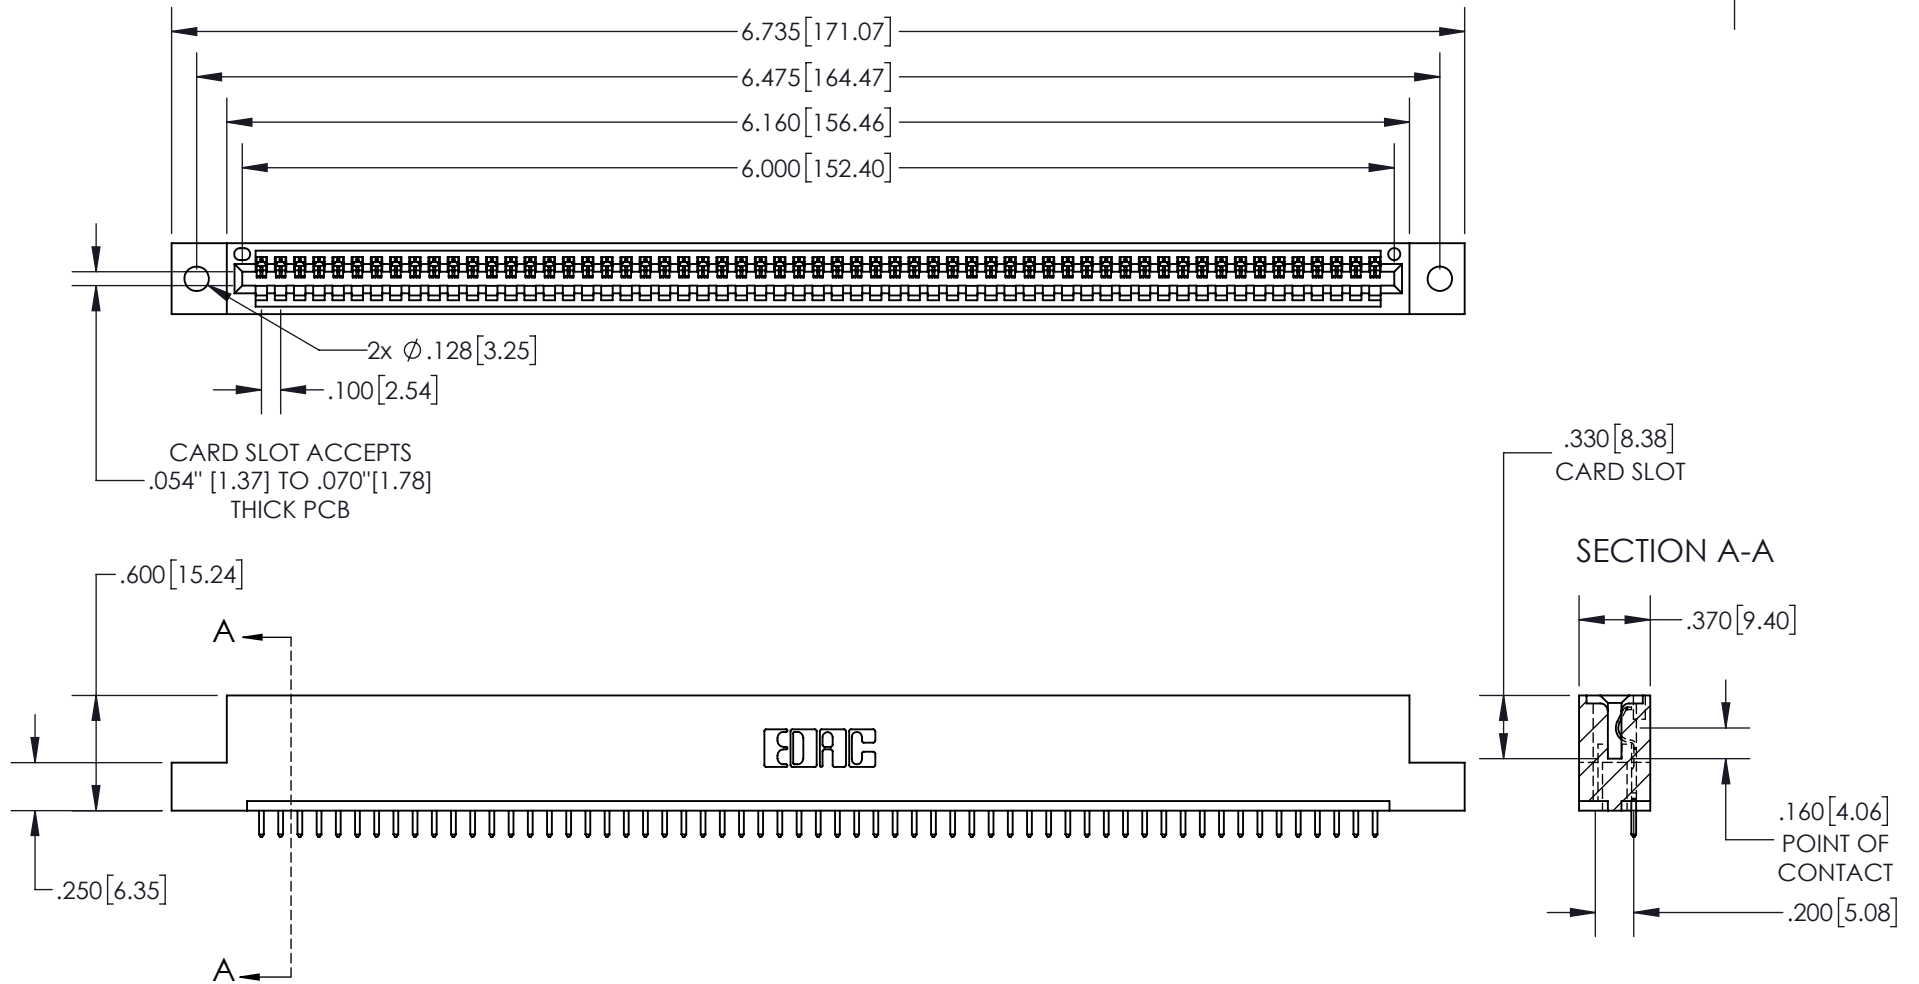 6.735[171.07]
6.475[164.47]
6.160[156.46]
6.000[152.40]
2x Ø.128[3.25]
.100[2.54]
CARD SLOT ACCEPTS
.054" [1.37] TO .070"[1.78]
THICK PCB
.330[8.38]
CARD SLOT
SECTION A-A
.600[15.24]
.370[9.40]
A
EDAC
.160[4.06]
POINT OF
CONTACT
.250[6.35]
.200[5.08]
A